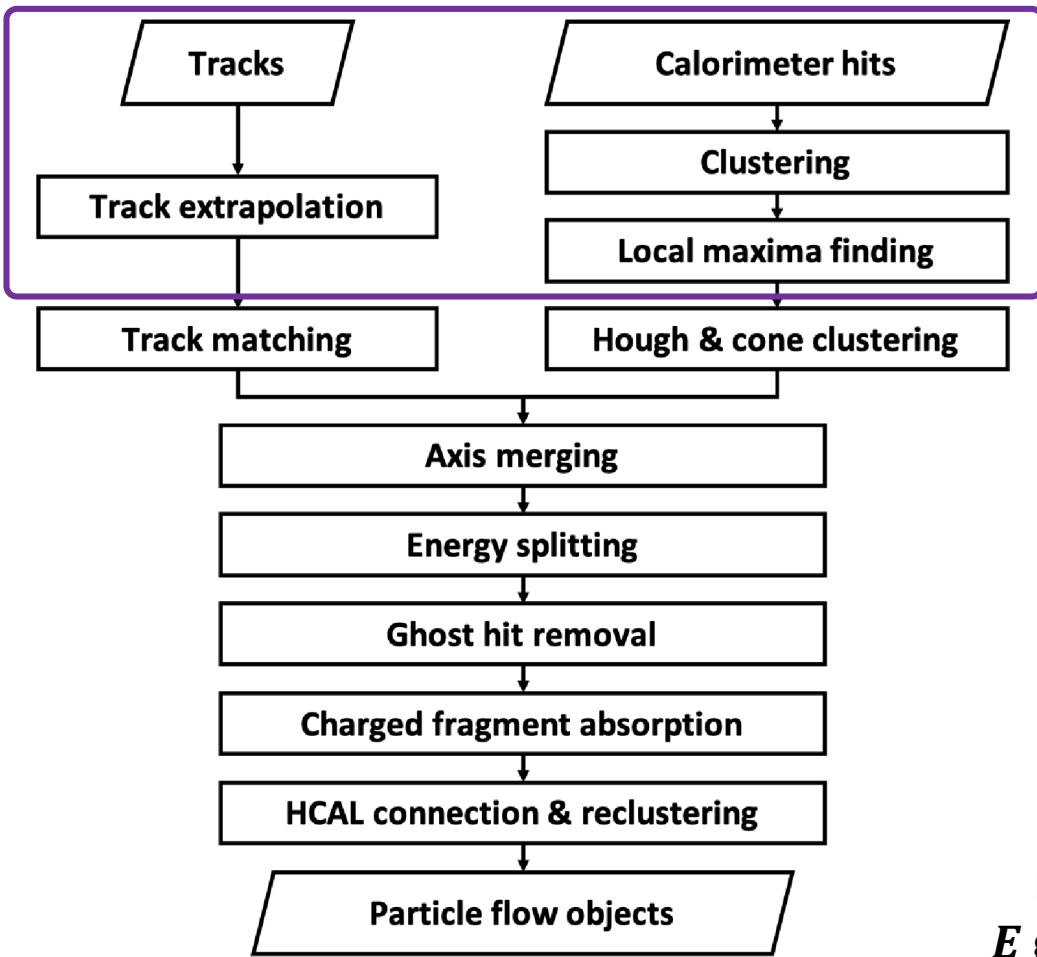 Tracks
Calorimeter hits
Clustering
Track extrapolation
Local maxima finding
Track matching
Hough & cone clustering
Axis merging
Energy splitting
Ghost hit removal
Charged fragment absorption
HCAL connection & reclustering
Particle flow objects
E